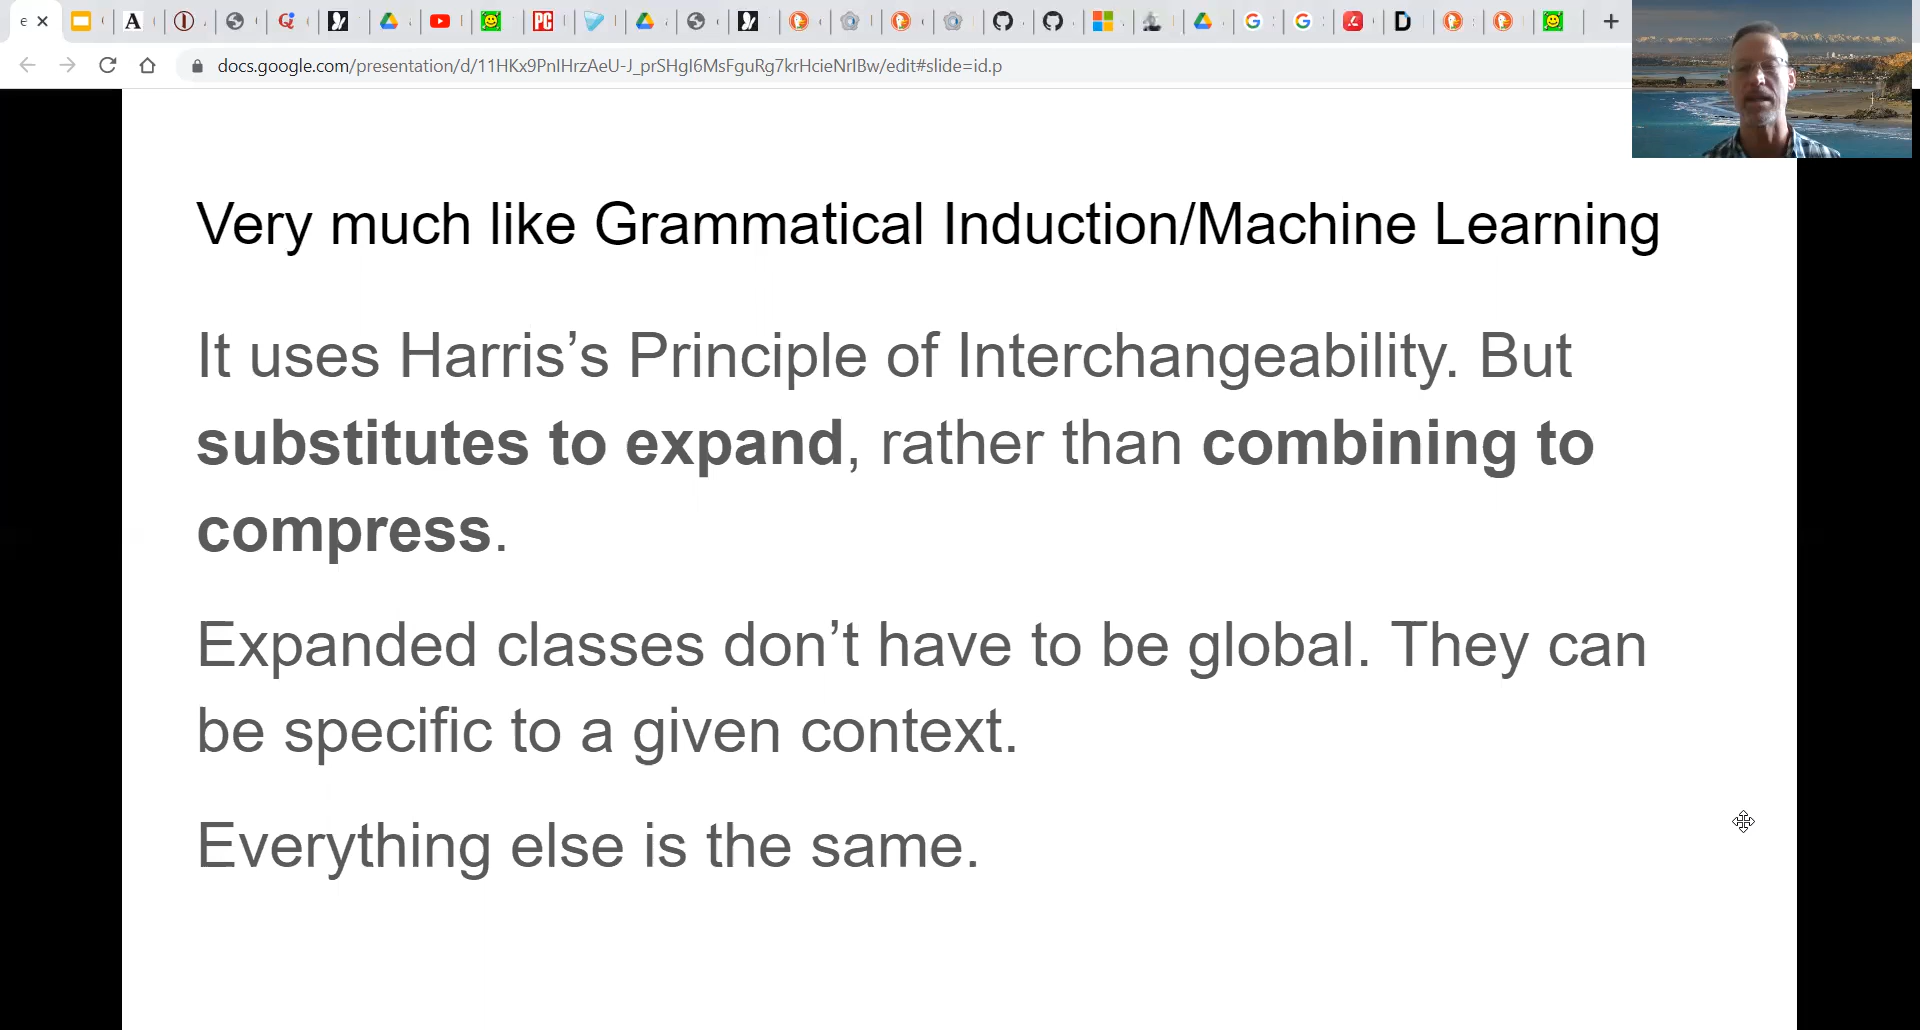 docs.google.com/presentation/d/11HKx9PnIHrzAeU-J_prSHgI6MsFguRg7krHcieNrIBw/edit#slide=id.p
Very much like Grammatical Induction/Machine Learning
It uses Harris’s Principle of Interchangeability. But
substitutes to expand, rather than combining to
compress.
Expanded classes don’t have to be global. They can
be specific to a given context.
Everything else is the same.